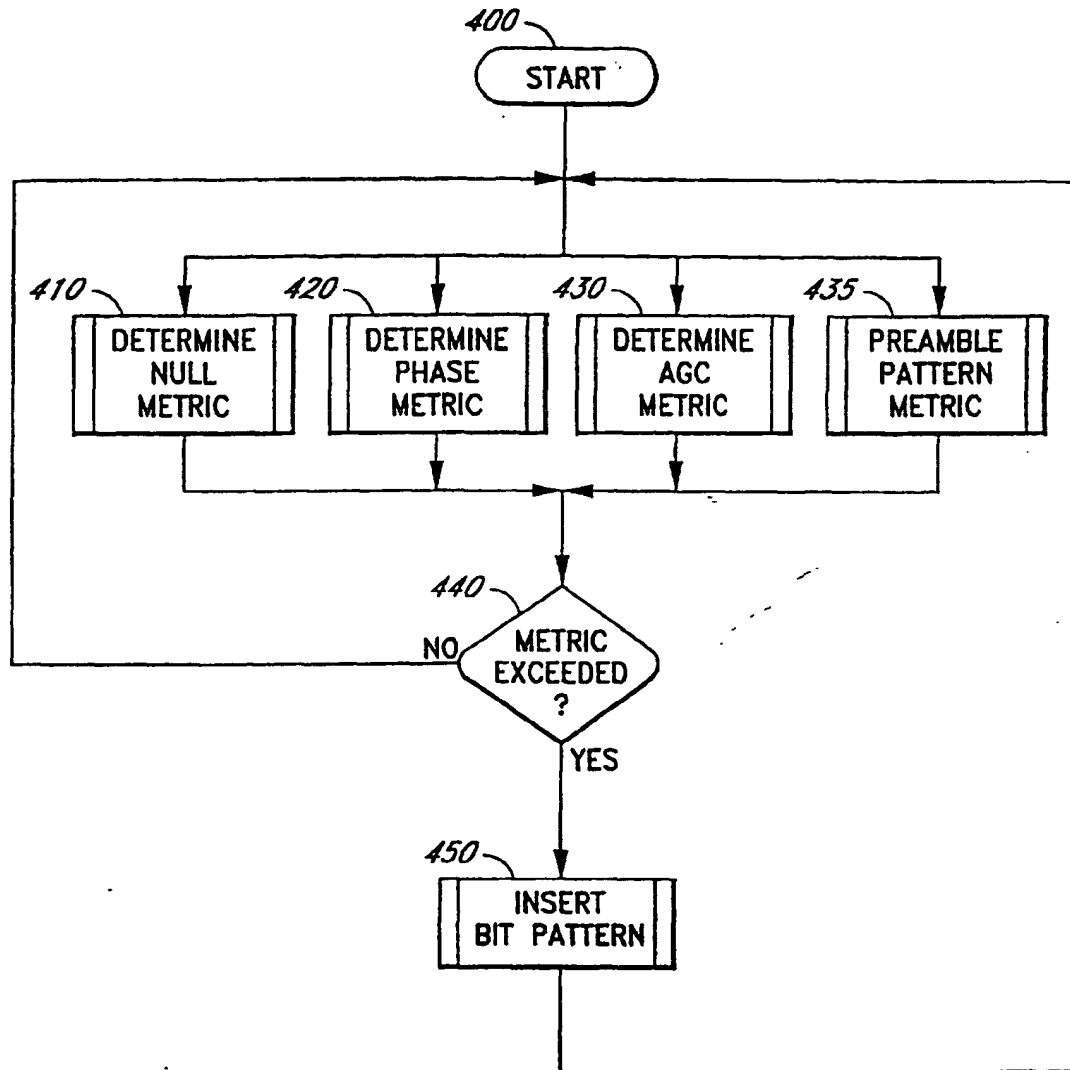 400
START
410
DETERMINE
NULL
METRIC
420
DETERMINE
PHASE
METRIC
430
DETERMINE
AGC
METRIC
435
PREAMBLE
PATTERN
METRIC
440
METRIC
EXCEEDED
?
NO
YES
450
INSERT
BIT PATTERN